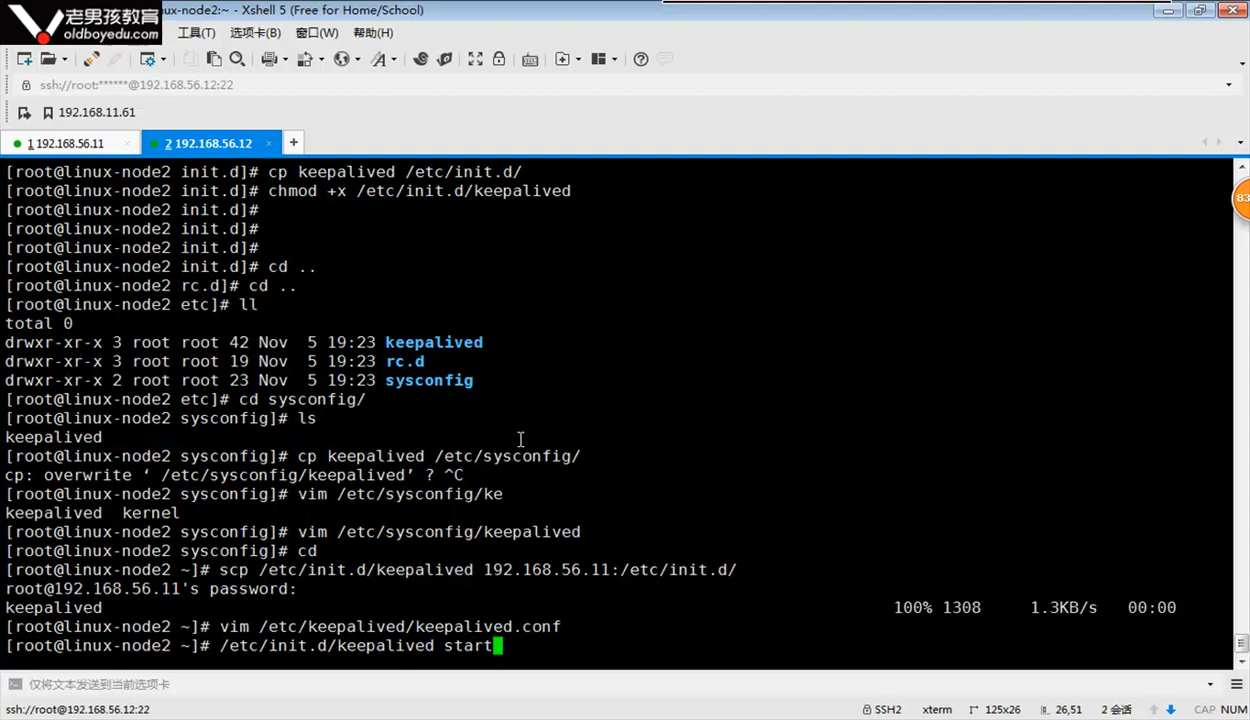 老男孩教育
oldboyedu.com
nux-node2:~ - Xshell 5 (Free for Home/School)
工具(T) 选项卡(B) 窗口(W) 帮助(H)
ssh://root:******@192.168.56.12:22
192.168.11.61
1 192.168.56.11 × 2 192.168.56.12 × +
[root@linux-node2 init.d]# cp keepalived /etc/init.d/
[root@linux-node2 init.d]# chmod +x /etc/init.d/keepalived
[root@linux-node2 init.d]#
[root@linux-node2 init.d]#
[root@linux-node2 init.d]#
[root@linux-node2 init.d]# cd ..
[root@linux-node2 rc.d]# cd ..
[root@linux-node2 etc]# ll
total 0
drwxr-xr-x 3 root root 42 Nov  5 19:23 keepalived
drwxr-xr-x 3 root root 19 Nov  5 19:23 rc.d
drwxr-xr-x 2 root root 23 Nov  5 19:23 sysconfig
[root@linux-node2 etc]# cd sysconfig/
[root@linux-node2 sysconfig]# ls
keepalived
[root@linux-node2 sysconfig]# cp keepalived /etc/sysconfig/
cp: overwrite ‘ /etc/sysconfig/keepalived’ ? ^C
[root@linux-node2 sysconfig]# vim /etc/sysconfig/ke
keepalived  kernel
[root@linux-node2 sysconfig]# vim /etc/sysconfig/keepalived
[root@linux-node2 sysconfig]# cd
[root@linux-node2 ~]# scp /etc/init.d/keepalived 192.168.56.11:/etc/init.d/
root@192.168.56.11's password:
keepalived 100% 1308 1.3KB/s 00:00
[root@linux-node2 ~]# vim /etc/keepalived/keepalived.conf
[root@linux-node2 ~]# /etc/init.d/keepalived start
83
仅将文本发送到当前选项卡
ssh://root@192.168.56.12:22 SSH2 xterm 125x26 26,51 2 会话 CAP NUM